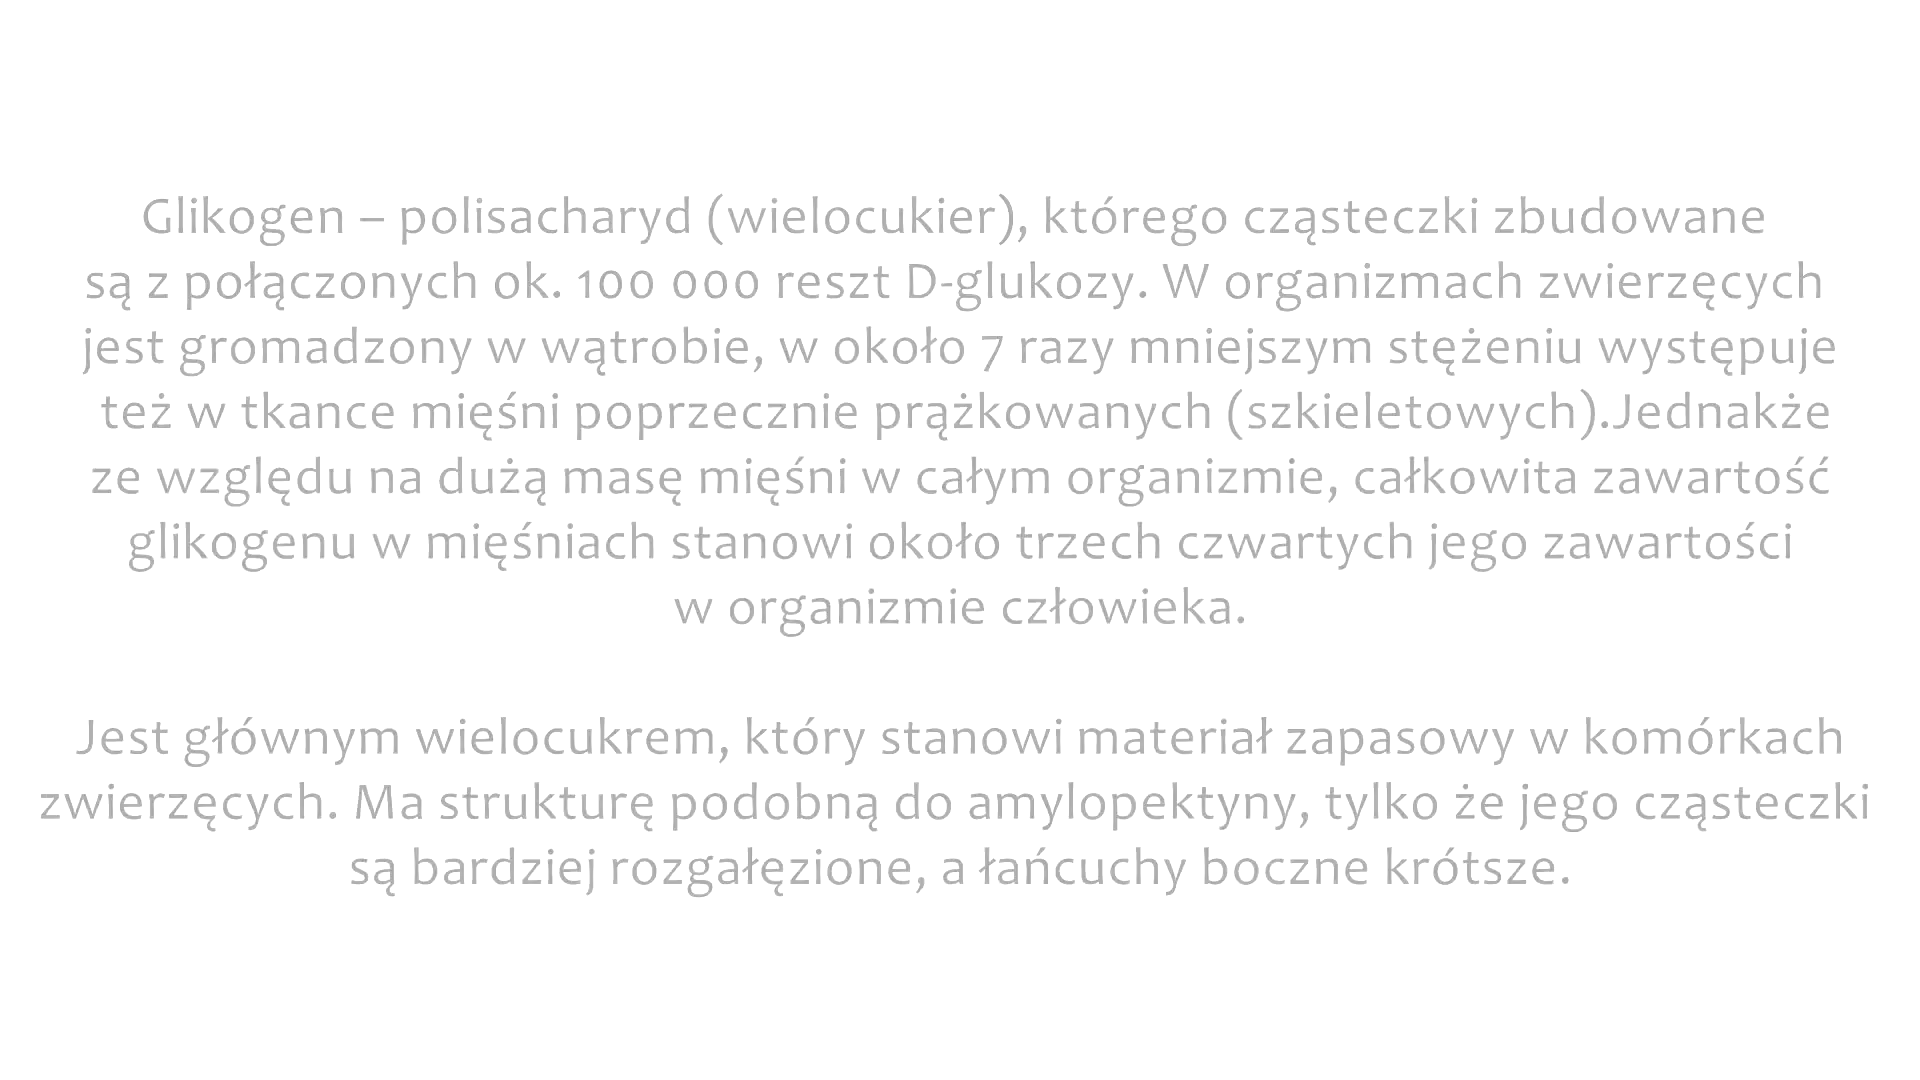 Glikogen – polisacharyd (wielocukier), którego cząsteczki zbudowane
są z połączonych ok. 100 000 reszt D-glukozy. W organizmach zwierzęcych
jest gromadzony w wątrobie, w około 7 razy mniejszym stężeniu występuje
też w tkance mięśni poprzecznie prążkowanych (szkieletowych).Jednakże
ze względu na dużą masę mięśni w całym organizmie, całkowita zawartość
glikogenu w mięśniach stanowi około trzech czwartych jego zawartości
w organizmie człowieka.
Jest głównym wielocukrem, który stanowi materiał zapasowy w komórkach
zwierzęcych. Ma strukturę podobną do amylopektyny, tylko że jego cząsteczki
są bardziej rozgałęzione, a łańcuchy boczne krótsze.